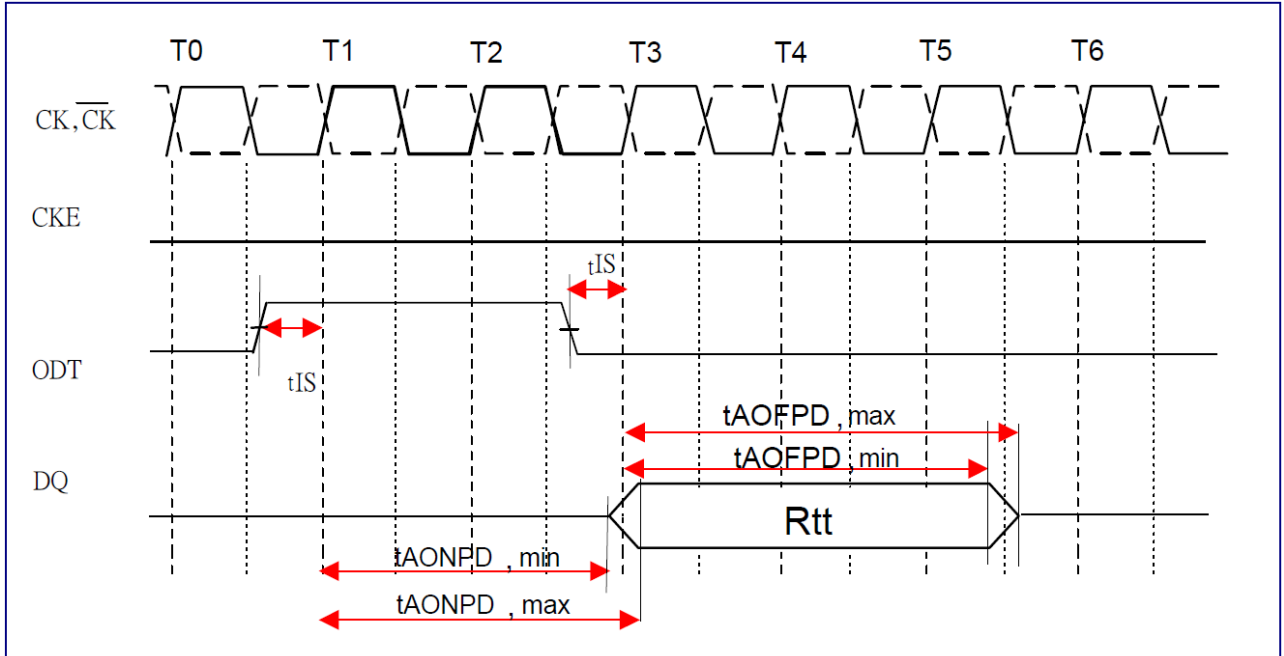 T0 T1 T2 T3 T4 T5 T6
CK, CK
CKE
tIS
ODT
tIS
tAOFPD , max
tAOFPD , min
DQ
Rtt
tAONPD , min
tAONPD , max